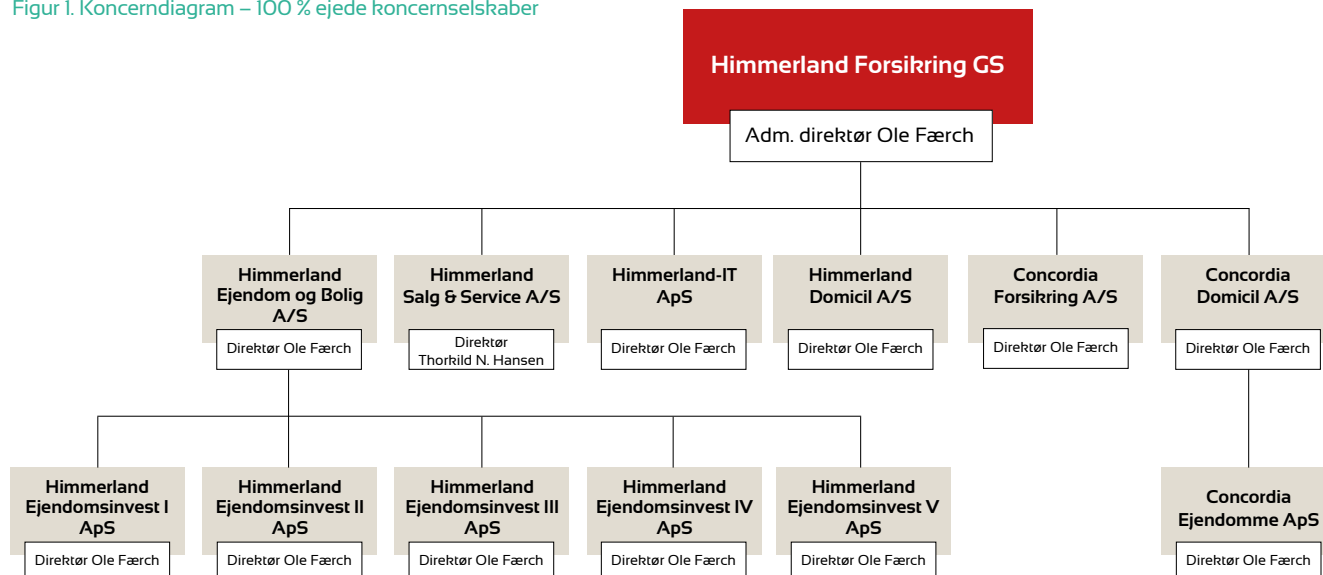 Figur 1. Koncerndiagram – 100 % ejede koncernselskaber
Himmerland Forsikring GS
Adm. direktør Ole Færch
Himmerland
Ejendom og Bolig
A/S
Direktør Ole Færch
Himmerland
Salg & Service A/S
Direktør
Thorkild N. Hansen
Himmerland-IT
ApS
Direktør Ole Færch
Himmerland
Domicil A/S
Direktør Ole Færch
Concordia
Forsikring A/S
Direktør Ole Færch
Concordia
Domicil A/S
Direktør Ole Færch
Himmerland
Ejendomsinvest I
ApS
Direktør Ole Færch
Himmerland
Ejendomsinvest II
ApS
Direktør Ole Færch
Himmerland
Ejendomsinvest III
ApS
Direktør Ole Færch
Himmerland
Ejendomsinvest IV
ApS
Direktør Ole Færch
Himmerland
Ejendomsinvest V
ApS
Direktør Ole Færch
Concordia
Ejendomme ApS
Direktør Ole Færch